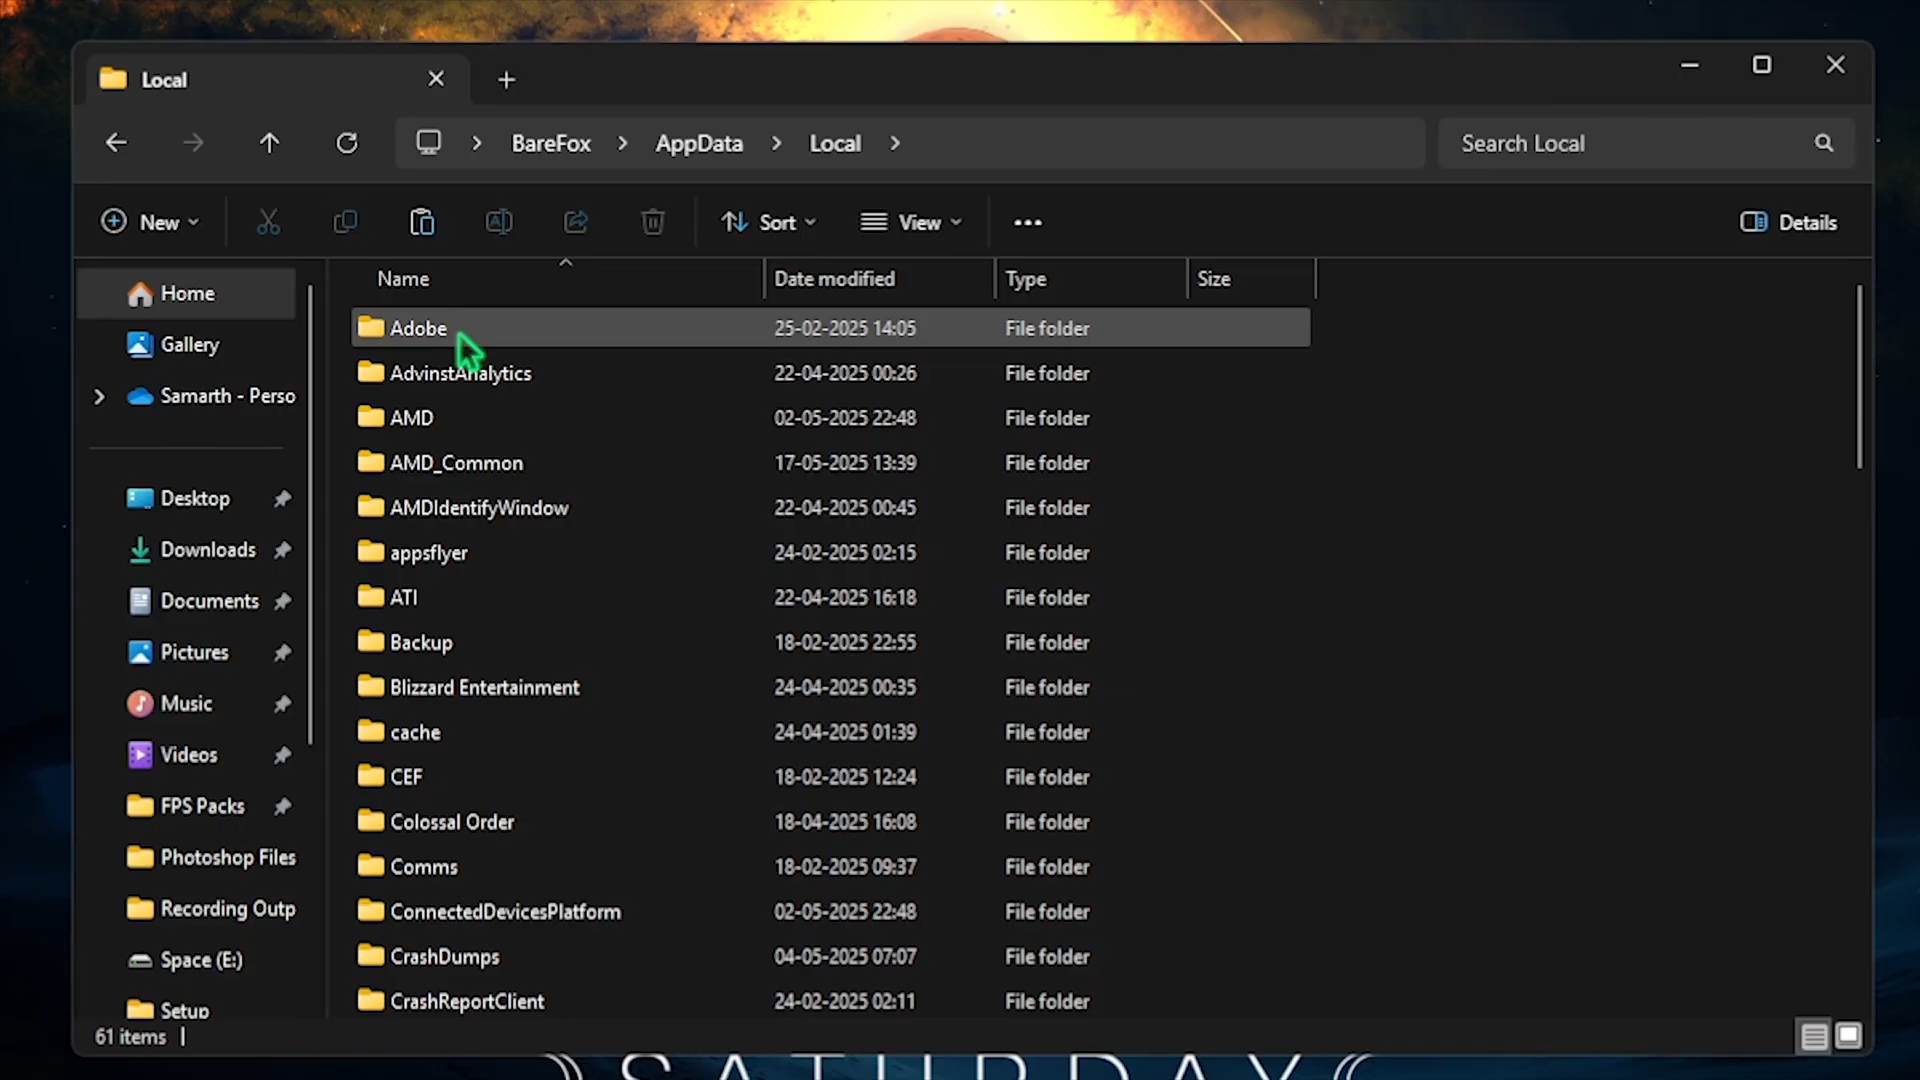 Local
BareFox AppData Local
Search Local
New Sort View Details
Name Date modified Type Size
Home
Gallery
Samarth - Perso
Desktop
Downloads
Documents
Pictures
Music
Videos
FPS Packs
Photoshop Files
Recording Outp
Space (E:)
Setup
Adobe 25-02-2025 14:05 File folder
AdvinstAnalytics 22-04-2025 00:26 File folder
AMD 02-05-2025 22:48 File folder
AMD_Common 17-05-2025 13:39 File folder
AMDIdentifyWindow 22-04-2025 00:45 File folder
appsflyer 24-02-2025 02:15 File folder
ATI 22-04-2025 16:18 File folder
Backup 18-02-2025 22:55 File folder
Blizzard Entertainment 24-04-2025 00:35 File folder
cache 24-04-2025 01:39 File folder
CEF 18-02-2025 12:24 File folder
Colossal Order 18-04-2025 16:08 File folder
Comms 18-02-2025 09:37 File folder
ConnectedDevicesPlatform 02-05-2025 22:48 File folder
CrashDumps 04-05-2025 07:07 File folder
CrashReportClient 24-02-2025 02:11 File folder
61 items
SATURDAY